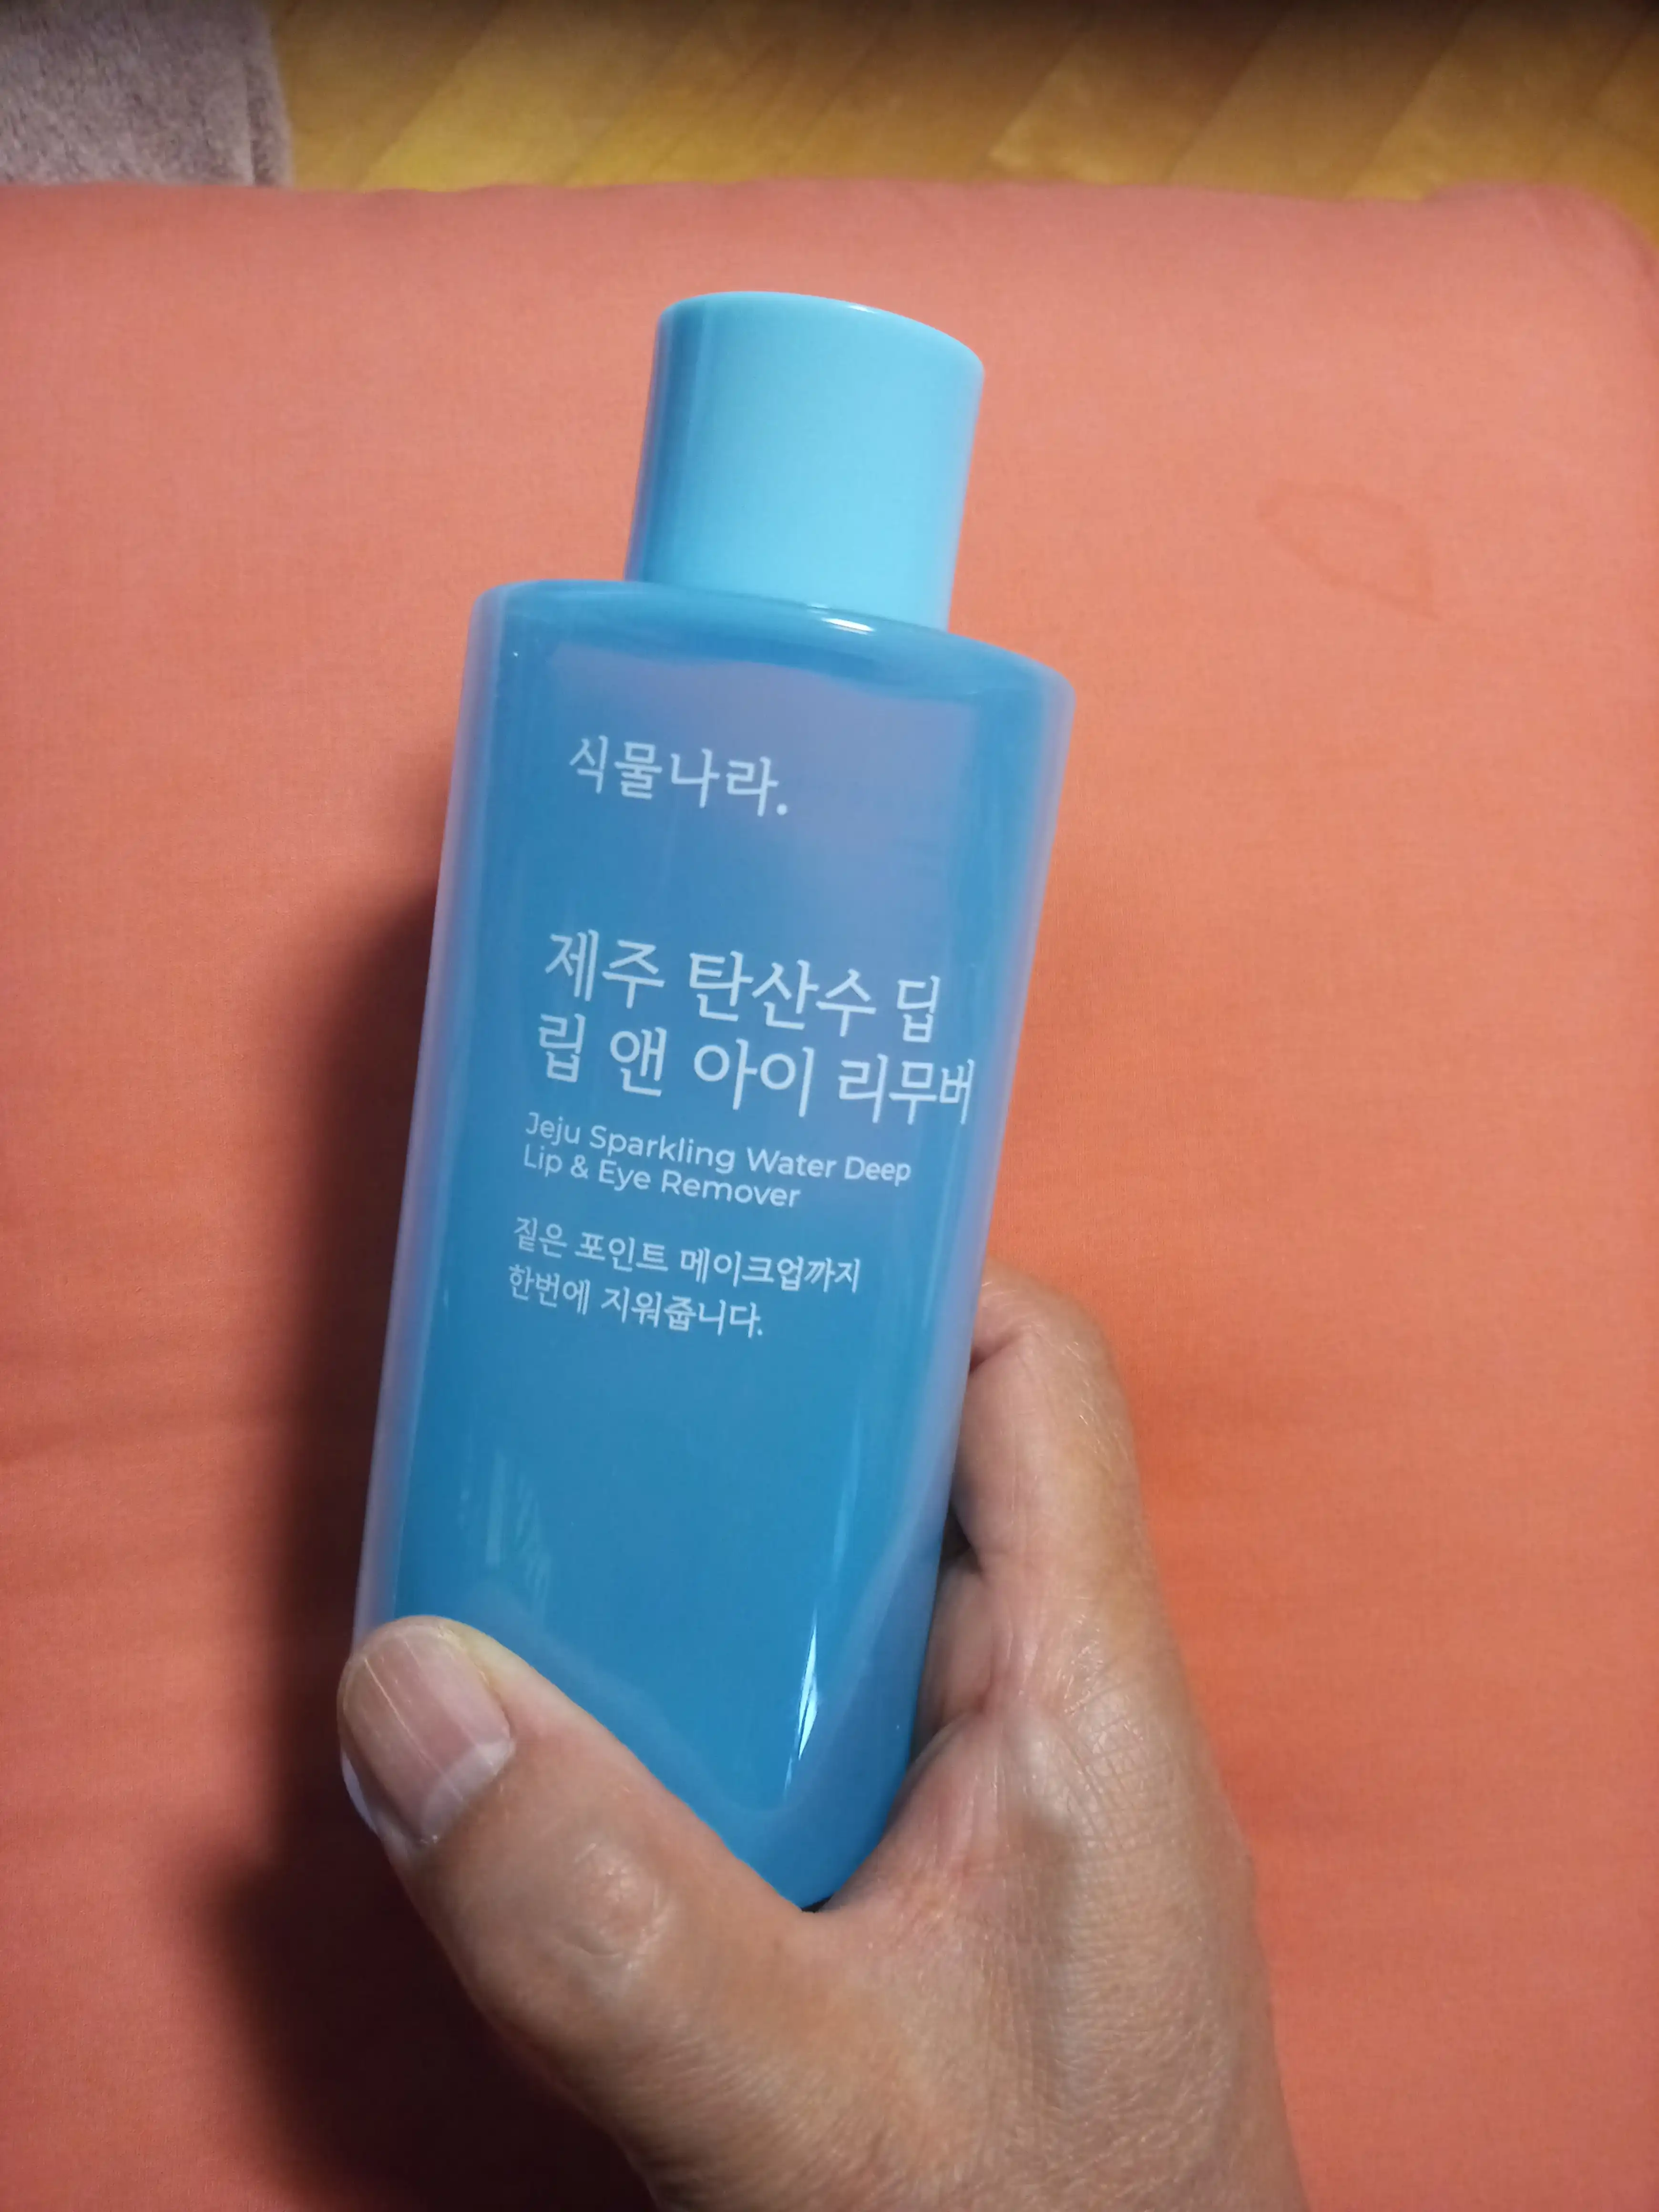 식물나라.
제주 탄산수 딥
립 앤 아이 리무버
Jeju Sparkling Water Deep
Lip & Eye Remover
짙은 포인트 메이크업까지
한번에 지워줍니다.